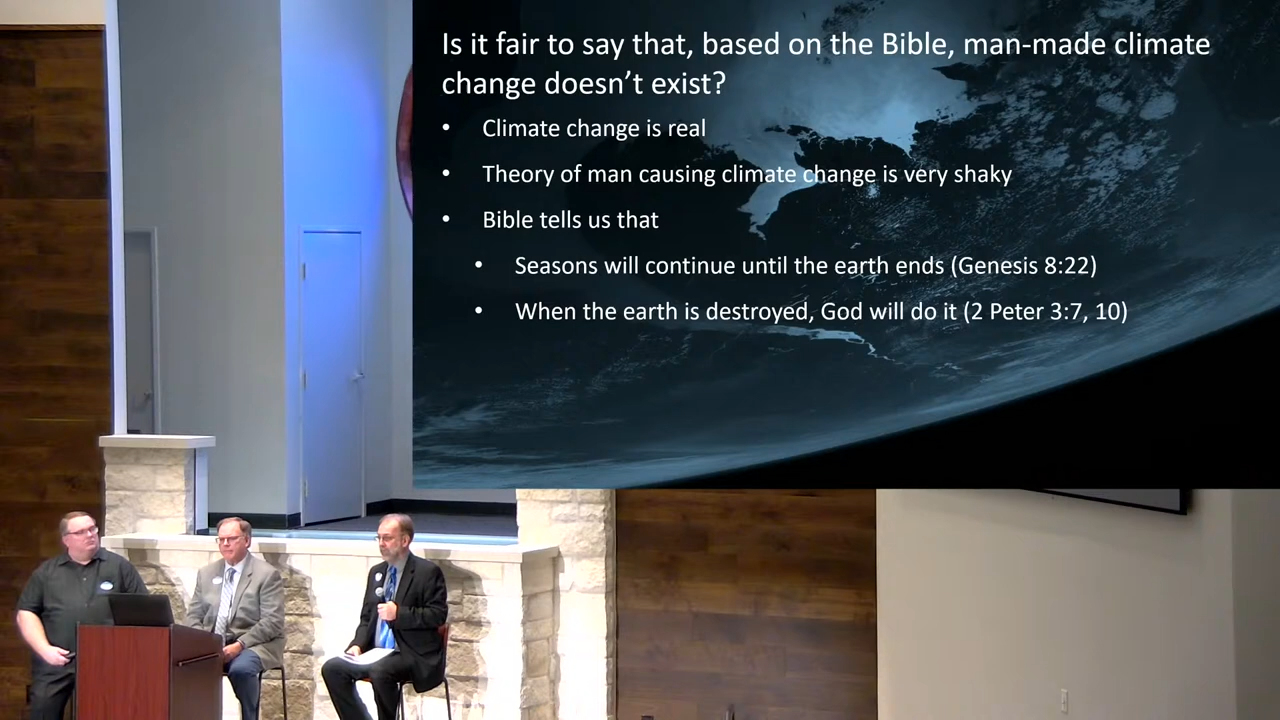 Is it fair to say that, based on the Bible, man-made climate
change doesn’t exist?
• Climate change is real
• Theory of man causing climate change is very shaky
• Bible tells us that
• Seasons will continue until the earth ends (Genesis 8:22)
• When the earth is destroyed, God will do it (2 Peter 3:7, 10)